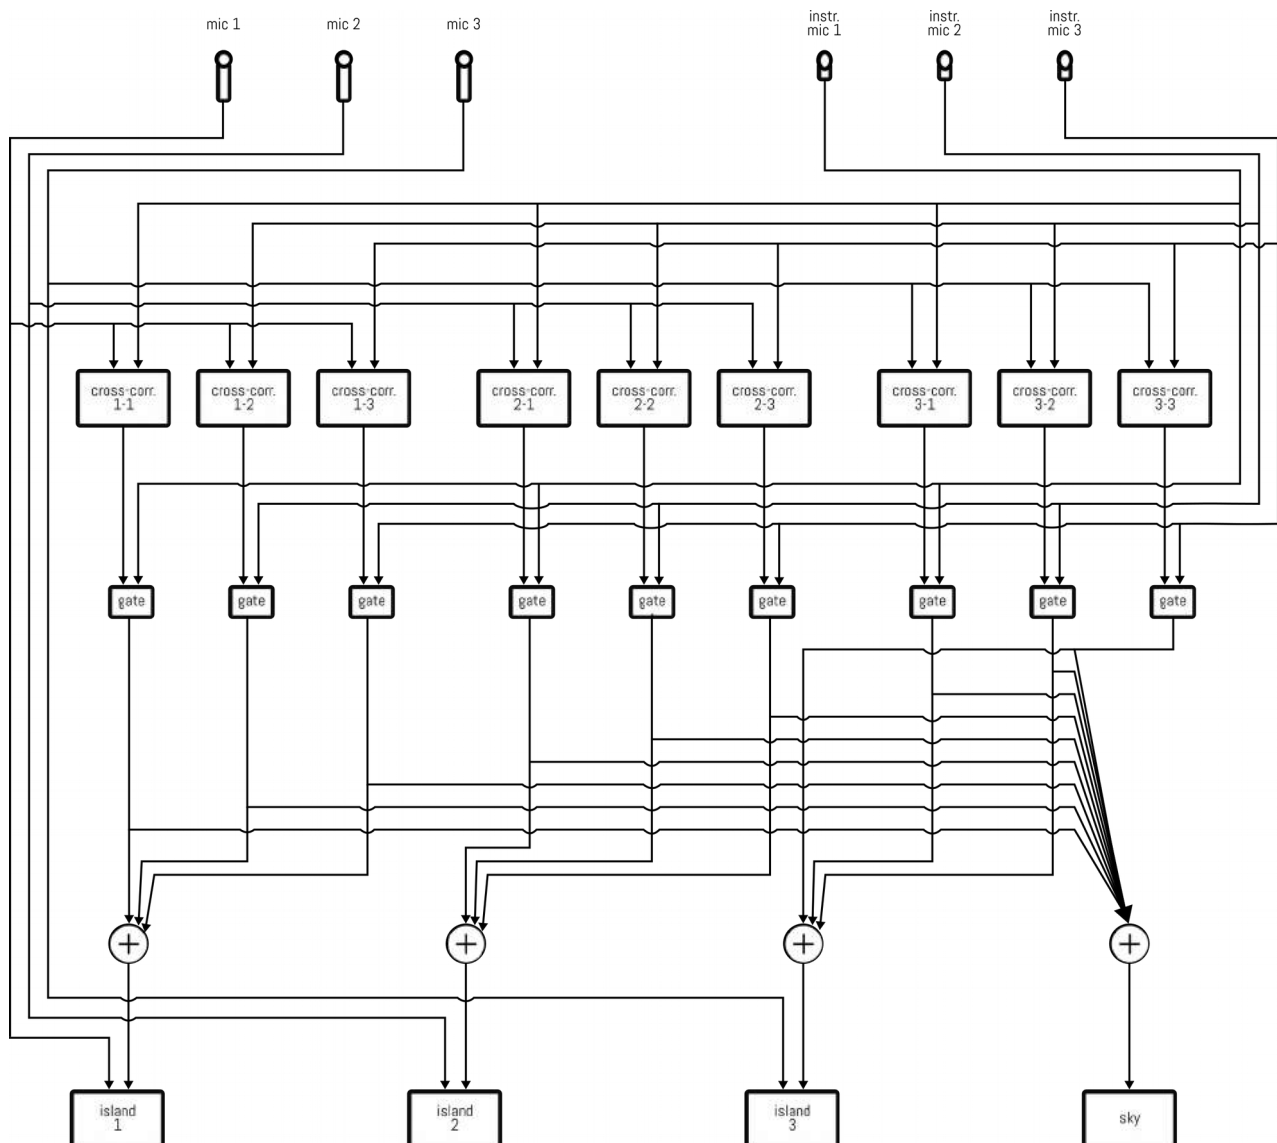 mic 1
mic 2
mic 3
instr.
mic 1
instr.
mic 2
instr.
mic 3
cross-corr.
1-1
cross-corr.
1-2
cross-corr.
1-3
cross-corr.
2-1
cross-corr.
2-2
cross-corr.
2-3
cross-corr.
3-1
cross-corr.
3-2
cross-corr.
3-3
gate
gate
gate
gate
gate
gate
gate
gate
gate
+
+
+
+
island
1
island
2
island
3
sky